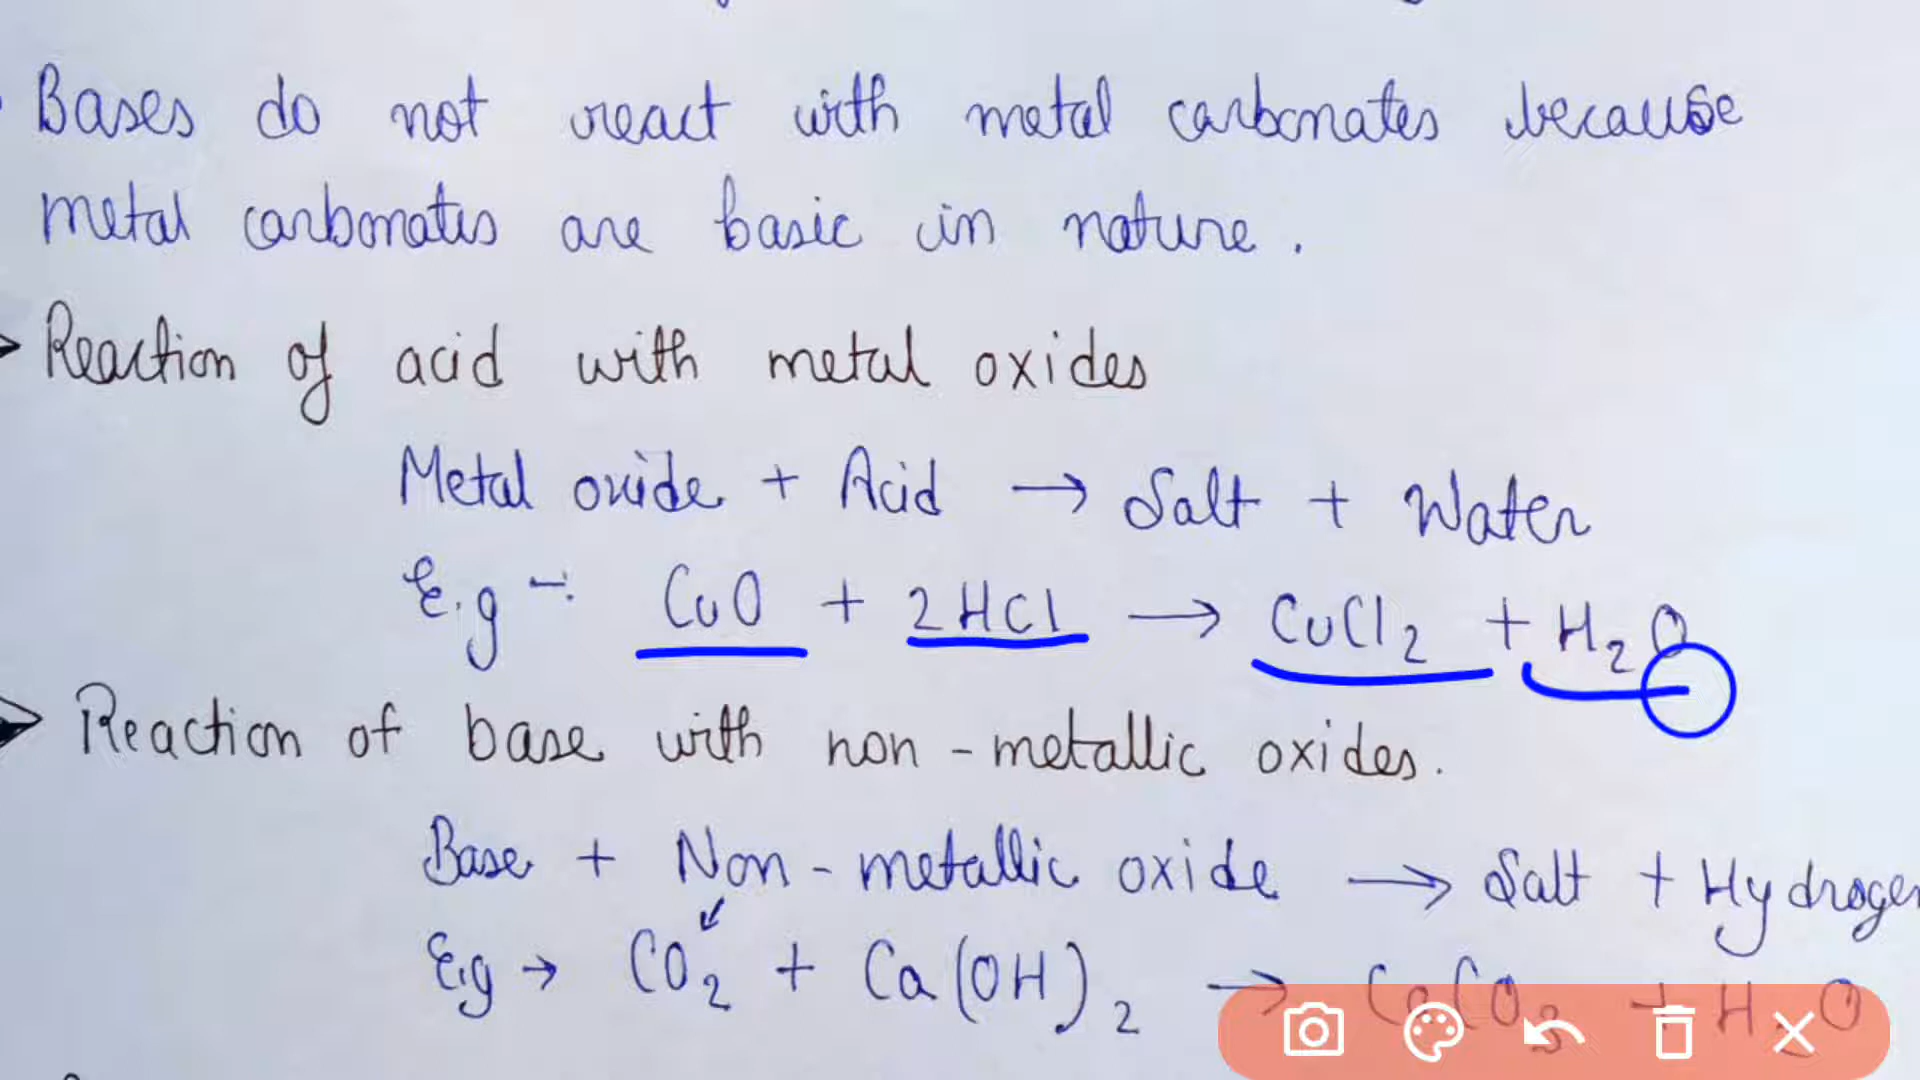 Bases do not react with metal carbonates because
metal carbonates are basic in nature.
Reaction of acid with metal oxides
Metal oxide + Acid → Salt + Water
E.g -: CuO + 2HCl → CuCl2 + H2O
Reaction of base with non-metallic oxides.
Base + Non-metallic oxide → Salt + Hydrogen
E.g → CO2 + Ca(OH)2 → CaCO3 + H2O